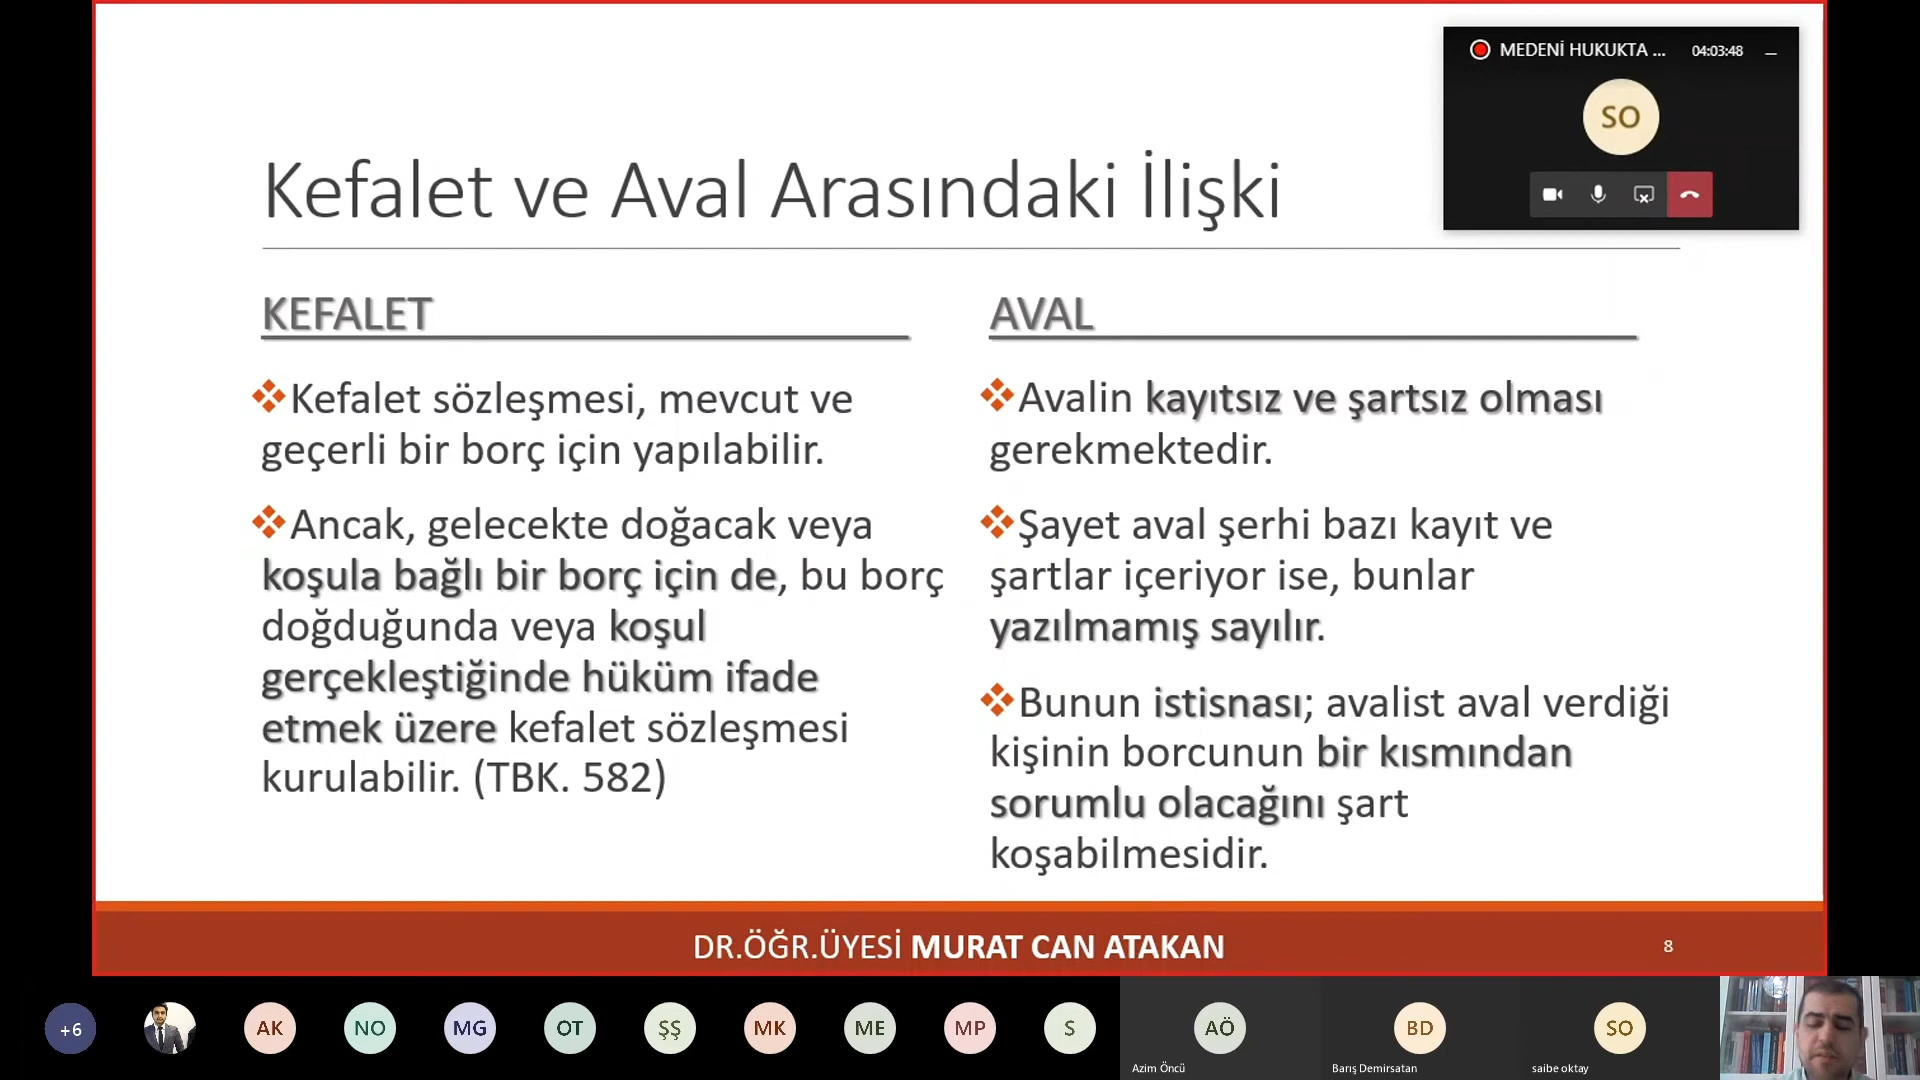 MEDENİ HUKUKTA ... 04:03:48
SO
Kefalet ve Aval Arasındaki İlişki
KEFALET
Kefalet sözleşmesi, mevcut ve
geçerli bir borç için yapılabilir.
Ancak, gelecekte doğacak veya
koşula bağlı bir borç için de, bu borç
doğduğunda veya koşul
gerçekleştiğinde hüküm ifade
etmek üzere kefalet sözleşmesi
kurulabilir. (TBK. 582)
AVAL
Avalin kayıtsız ve şartsız olması
gerekmektedir.
Şayet aval şerhi bazı kayıt ve
şartlar içeriyor ise, bunlar
yazılmamış sayılır.
Bunun istisnası; avalist aval verdiği
kişinin borcunun bir kısmından
sorumlu olacağını şart
koşabilmesidir.
DR.ÖĞR.ÜYESİ MURAT CAN ATAKAN
8
+6 AK NO MG OT ŞŞ MK ME MP S AÖ BD SO
Azim Öncü Barış Demirsatan saibe oktay